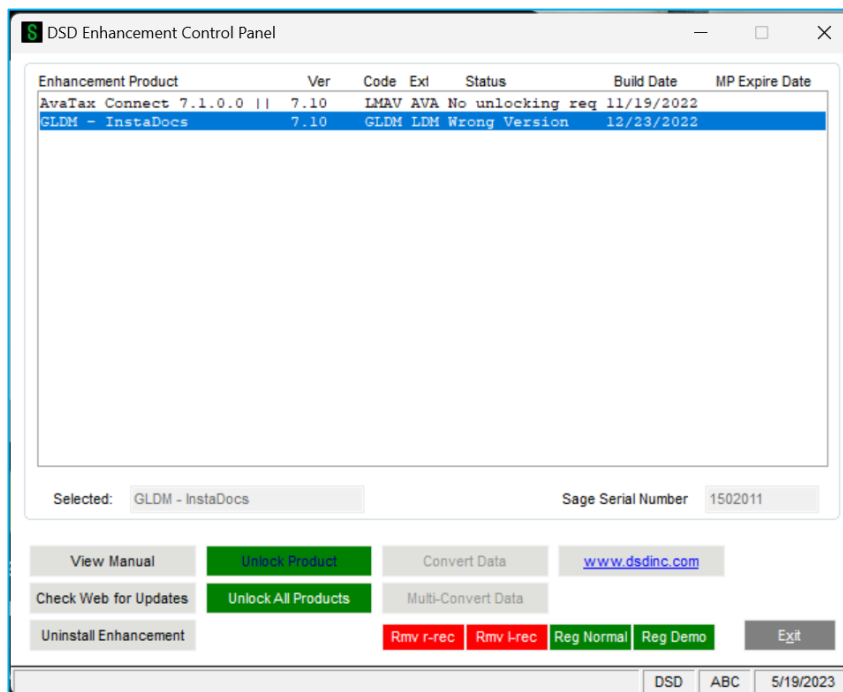 DSD Enhancement Control Panel
Enhancement Product Ver Code Ext Status Build Date MP Expire Date
AvaTax Connect 7.1.0.0 || 7.10 LMAV AVA No unlocking req 11/19/2022
GLDM - InstaDocs 7.10 GLDM LDM Wrong Version 12/23/2022
Selected: GLDM - InstaDocs Sage Serial Number 1502011
View Manual Unlock Product Convert Data www.dsdinc.com
Check Web for Updates Unlock All Products Multi-Convert Data
Uninstall Enhancement Rmv r-rec Rmv l-rec Reg Normal Reg Demo Exit
DSD ABC 5/19/2023